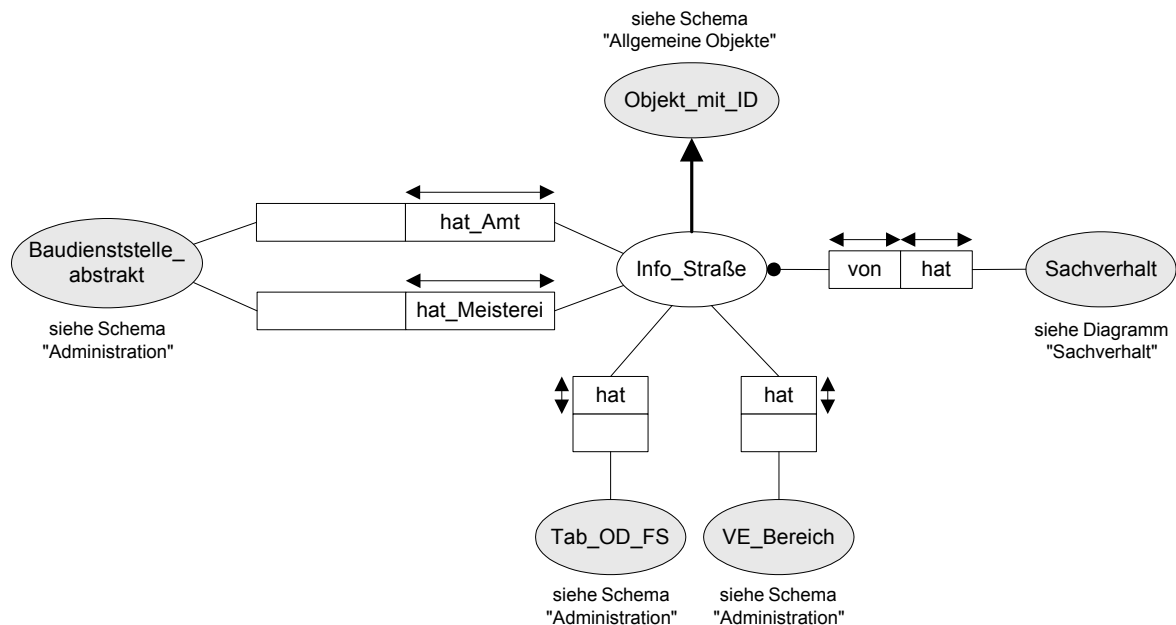 siehe Schema
"Allgemeine Objekte"
Objekt_mit_ID
hat_Amt
Baudienststelle_
abstrakt
hat_Meisterei
siehe Schema
"Administration"
Info_Straße
von
hat
Sachverhalt
siehe Diagramm
"Sachverhalt"
hat
hat
Tab_OD_FS
VE_Bereich
siehe Schema
"Administration"
siehe Schema
"Administration"